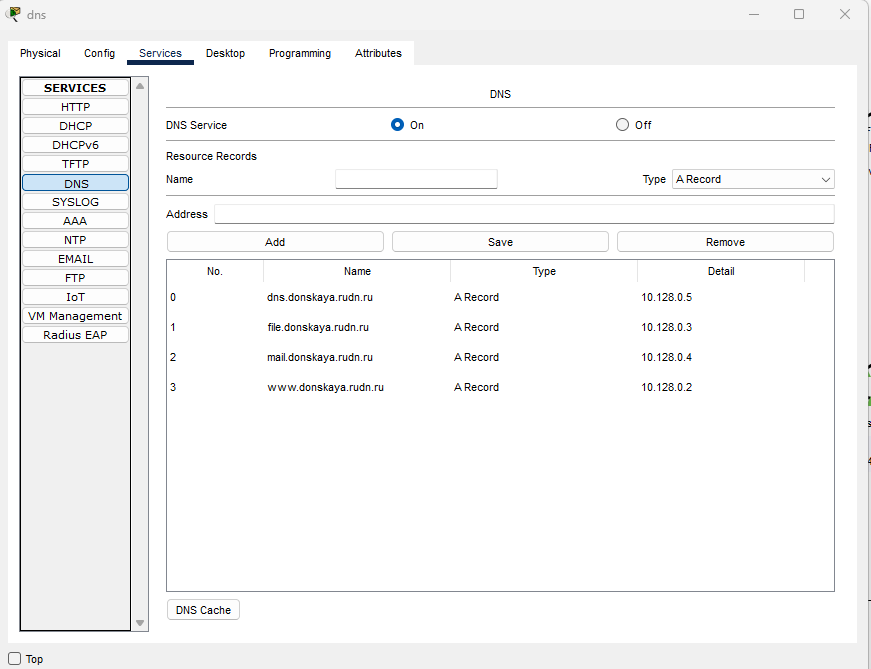 dns
Physical Config Services Desktop Programming Attributes
SERVICES
HTTP
DHCP
DHCPv6
TFTP
DNS
SYSLOG
AAA
NTP
EMAIL
FTP
IoT
VM Management
Radius EAP
DNS
DNS Service On Off
Resource Records
Name Type A Record
Address
Add Save Remove
No. Name Type Detail
0 dns.donskaya.rudn.ru A Record 10.128.0.5
1 file.donskaya.rudn.ru A Record 10.128.0.3
2 mail.donskaya.rudn.ru A Record 10.128.0.4
3 www.donskaya.rudn.ru A Record 10.128.0.2
DNS Cache
Top